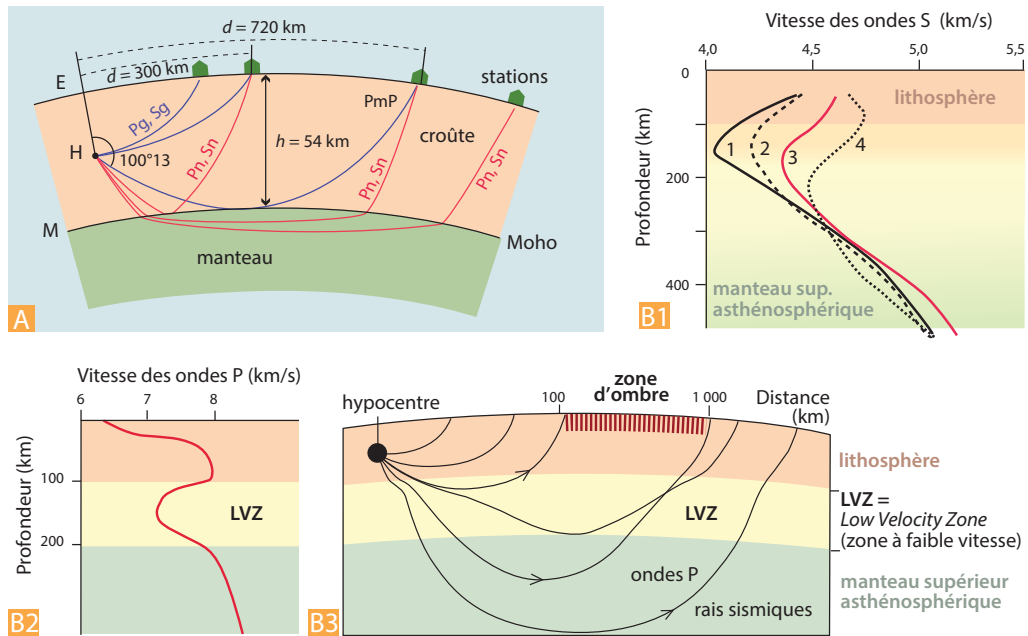 d = 720 km
d = 300 km
E
stations
Pg, Sg
PmP
croûte
H
100°13
h = 54 km
Pn, Sn
Pn, Sn
Pn, Sn
M
Moho
manteau
A
Vitesse des ondes S (km/s)
4,0 4,5 5,0 5,5
0
lithosphère
Profondeur (km)
1 2 3 4
200
400
manteau sup.
asthénosphérique
B1
Vitesse des ondes P (km/s)
6 7 8
Profondeur (km)
100
LVZ
200
B2
zone
d'ombre
hypocentre
100
1 000
Distance
(km)
lithosphère
LVZ
LVZ =
Low Velocity Zone
(zone à faible vitesse)
ondes P
rais sismiques
manteau supérieur
asthénosphérique
B3